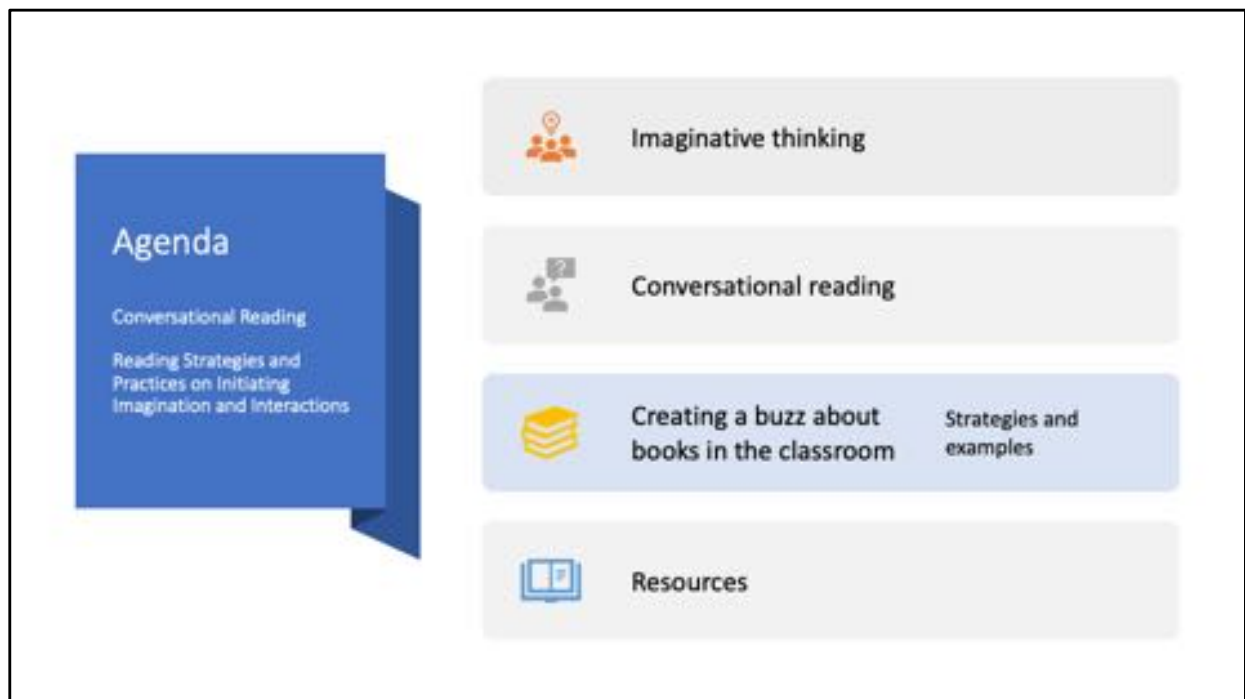 Agenda
Conversational Reading
Reading Strategies and
Practices on Initiating
Imagination and Interactions
Imaginative thinking
?
Conversational reading
Creating a buzz about
books in the classroom
Strategies and
examples
Resources